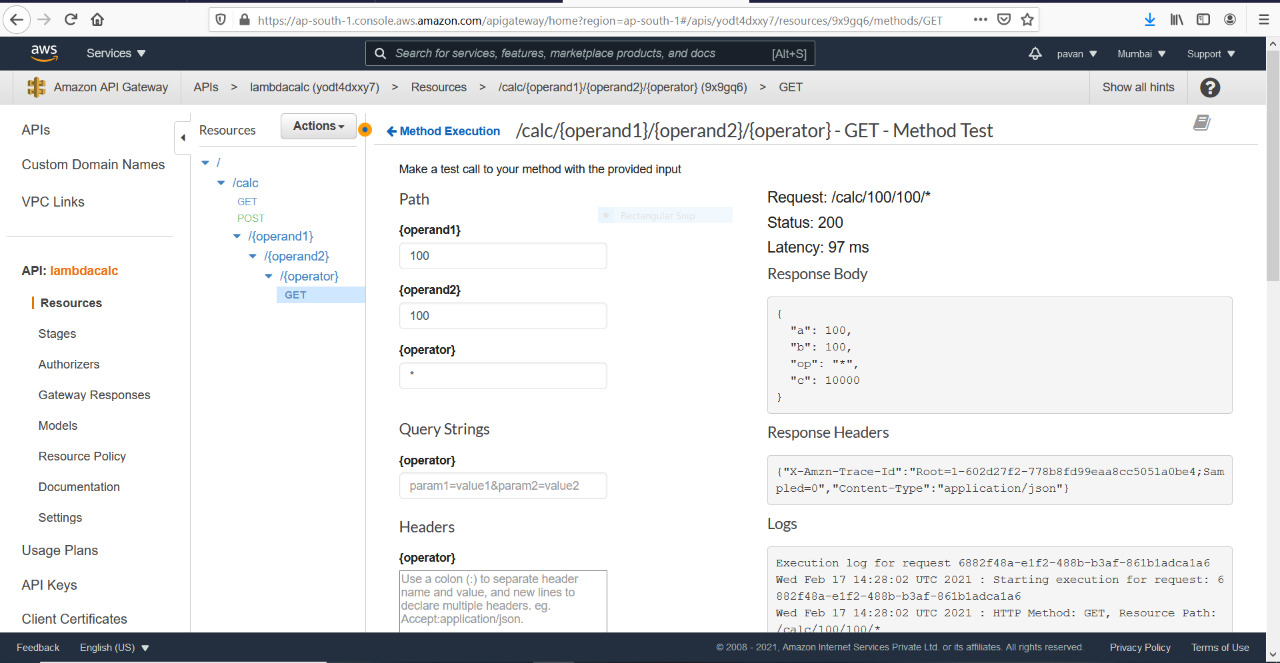 https://ap-south-1.console.aws.amazon.com/apigateway/home?region=ap-south-1#/apis/yodt4dxxy7/resources/9x9gq6/methods/GET
aws
Services
Search for services, features, marketplace products, and docs
[Alt+S]
pavan
Mumbai
Support
Amazon API Gateway
APIs > lambdacalc (yodt4dxxy7) > Resources > /calc/{operand1}/{operand2}/{operator} (9x9gq6) > GET
Show all hints
?
APIs
Custom Domain Names
VPC Links
API: lambdacalc
Resources
Stages
Authorizers
Gateway Responses
Models
Resource Policy
Documentation
Settings
Usage Plans
API Keys
Client Certificates
Resources
Actions
/
/calc
GET
POST
/{operand1}
/{operand2}
/{operator}
GET
Method Execution
/calc/{operand1}/{operand2}/{operator} - GET - Method Test
Make a test call to your method with the provided input
Path
Rectangular Snip
{operand1}
100
{operand2}
100
{operator}
*
Query Strings
{operator}
param1=value1&param2=value2
Headers
{operator}
Use a colon (:) to separate header
name and value, and new lines to
declare multiple headers. eg.
Accept:application/json.
Request: /calc/100/100/*
Status: 200
Latency: 97 ms
Response Body
{
"a": 100,
"b": 100,
"op": "*",
"c": 10000
}
Response Headers
{"X-Amzn-Trace-Id":"Root=1-602d27f2-778b8fd99eaa8cc5051a0be4;Sam
pled=0","Content-Type":"application/json"}
Logs
Execution log for request 6882f48a-e1f2-488b-b3af-861b1adca1a6
Wed Feb 17 14:28:02 UTC 2021 : Starting execution for request: 6
882f48a-e1f2-488b-b3af-861b1adca1a6
Wed Feb 17 14:28:02 UTC 2021 : HTTP Method: GET, Resource Path:
/calc/100/100/*
Feedback
English (US)
© 2008 - 2021, Amazon Internet Services Private Ltd. or its affiliates. All rights reserved.
Privacy Policy
Terms of Use